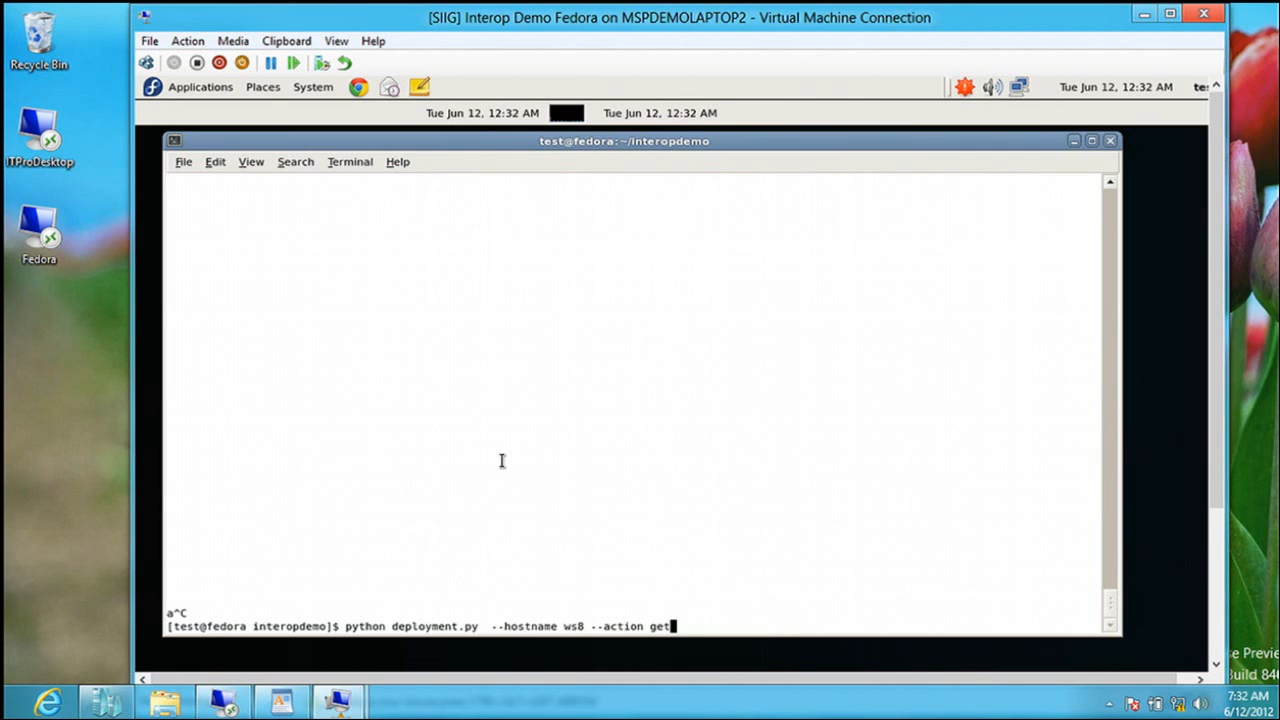 Recycle Bin
ITProDesktop
Fedora
[SIIG] Interop Demo Fedora on MSPDEMOLAPTOP2 - Virtual Machine Connection
File Action Media Clipboard View Help
Applications Places System
Tue Jun 12, 12:32 AM
Tue Jun 12, 12:32 AM Tue Jun 12, 12:32 AM
test@fedora:~/interopdemo
File Edit View Search Terminal Help
a^C
[test@fedora interopdemo]$ python deployment.py --hostname ws8 --action get
7:32 AM
6/12/2012